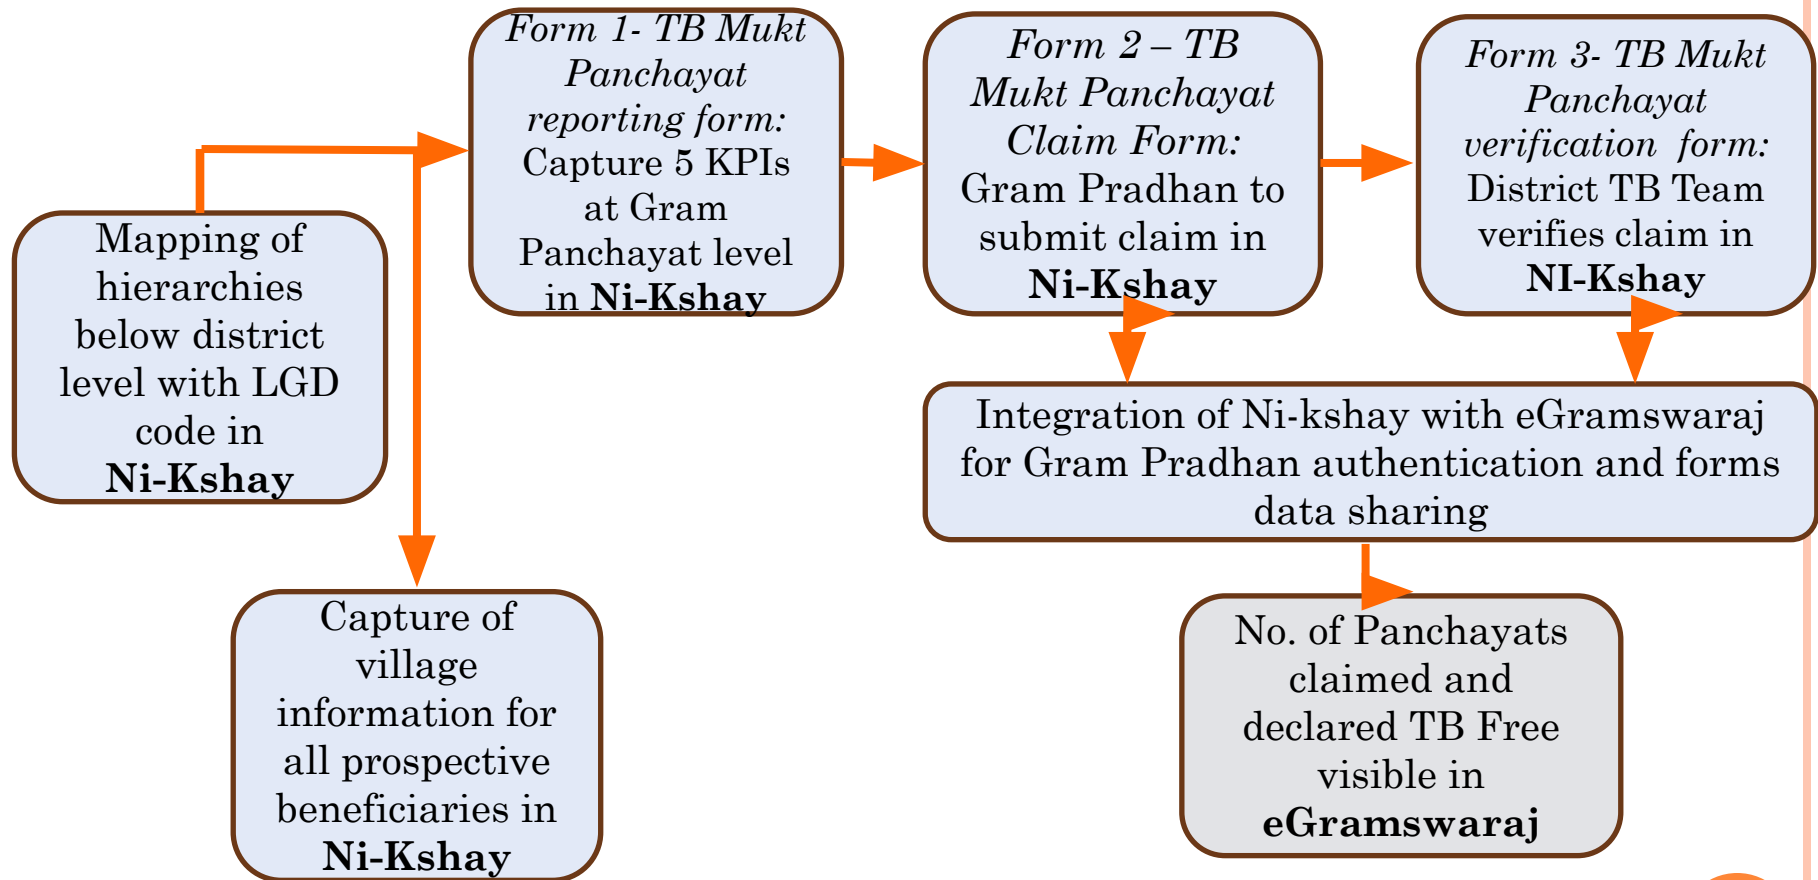 Form 1- TB Mukt
Panchayat
reporting form:
Capture 5 KPIs
at Gram
Panchayat level
in Ni-Kshay
Form 2 – TB
Mukt Panchayat
Claim Form:
Gram Pradhan to
submit claim in
Ni-Kshay
Form 3- TB Mukt
Panchayat
verification form:
District TB Team
verifies claim in
NI-Kshay
Mapping of
hierarchies
below district
level with LGD
code in
Ni-Kshay
Integration of Ni-kshay with eGramswaraj
for Gram Pradhan authentication and forms
data sharing
Capture of
village
information for
all prospective
beneficiaries in
Ni-Kshay
No. of Panchayats
claimed and
declared TB Free
visible in
eGramswaraj